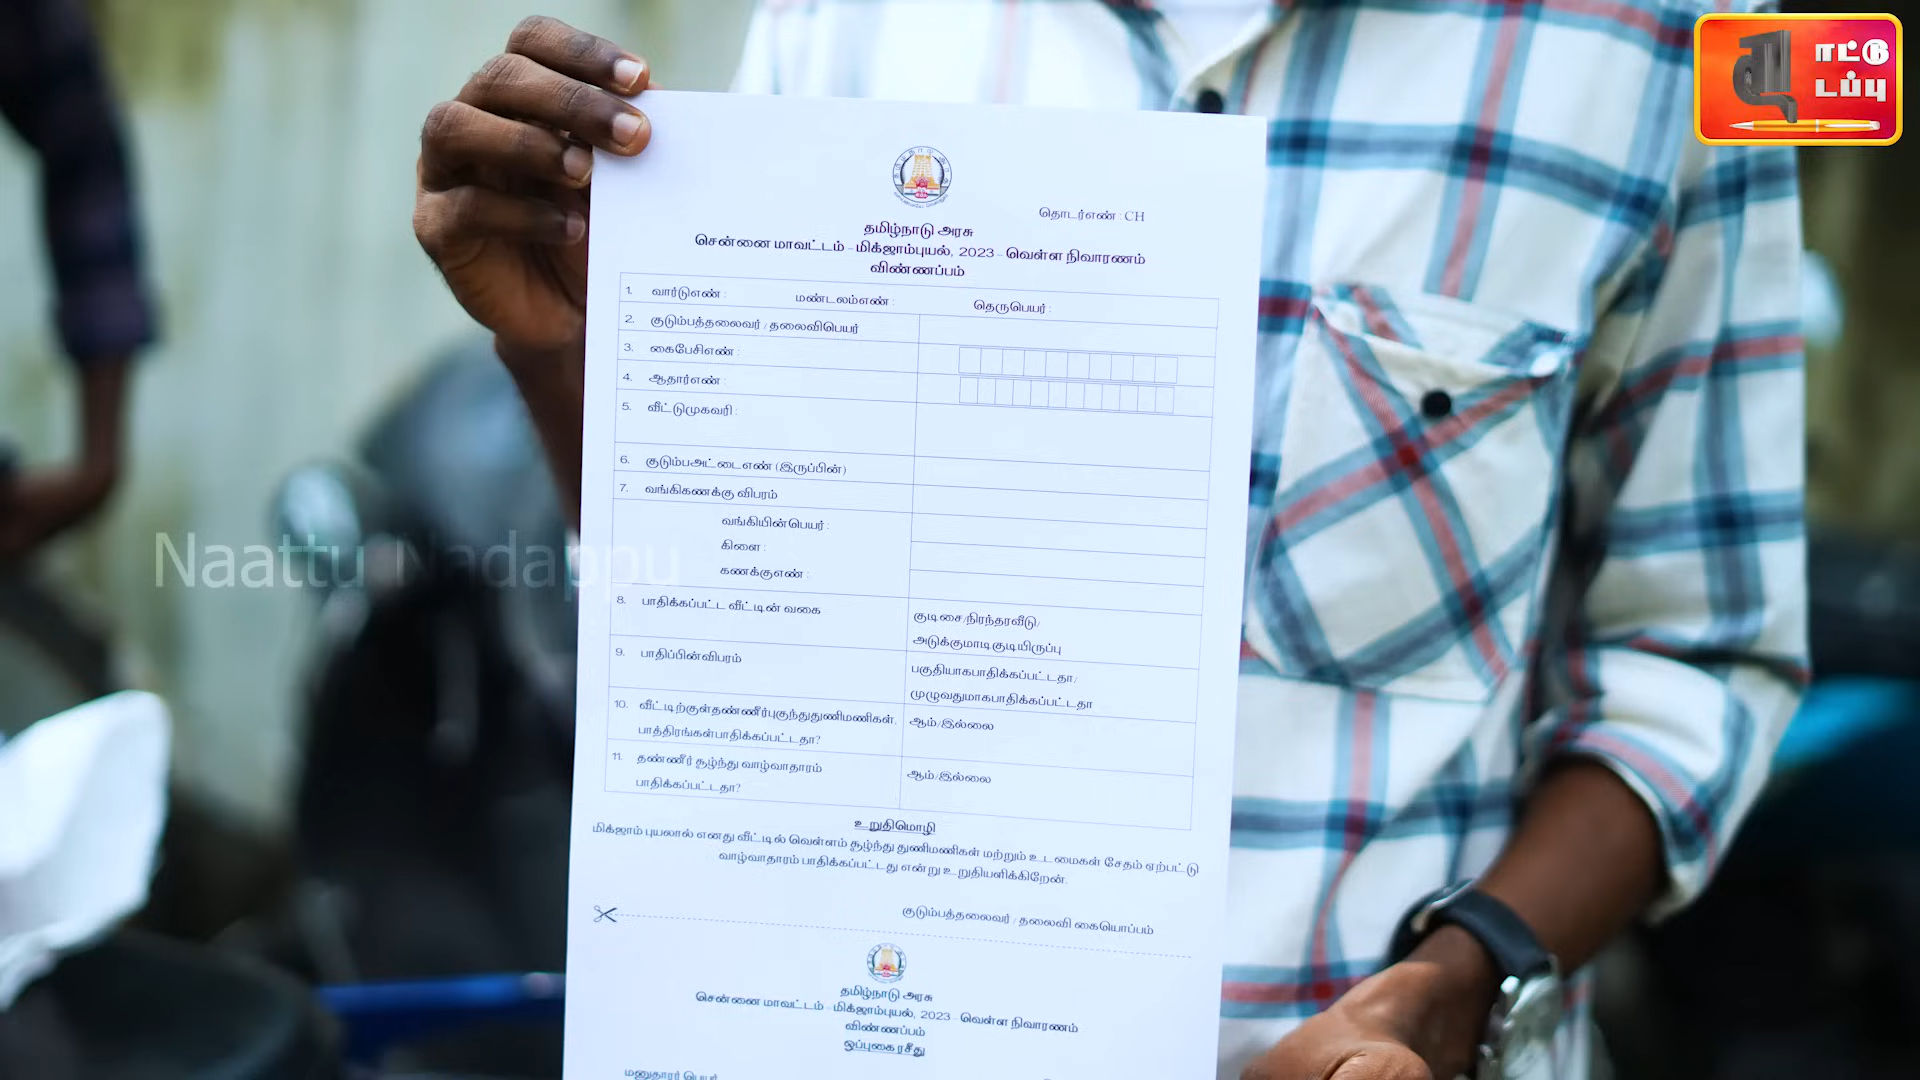 ாட்டு
டப்பு
தொடர்எண் : CH
தமிழ்நாடு அரசு
சென்னை மாவட்டம் – மிக்ஜாம்புயல், 2023 – வெள்ள நிவாரணம்
விண்ணப்பம்
1. வார்டுஎண் : மண்டலம்எண் : தெருபெயர் :
2. குடும்பத்தலைவர் / தலைவிபெயர்
3. கைபேசிஎண் :
4. ஆதார்எண் :
5. வீட்டுமுகவரி :
6. குடும்பஅட்டைஎண் (இருப்பின்)
7. வங்கிகணக்கு விபரம்
வங்கியின்பெயர் :
கிளை :
கணக்குஎண் :
Naattu Nadappu
8. பாதிக்கப்பட்ட வீட்டின் வகை குடிசை/நிரந்தரவீடு/
அடுக்குமாடிகுடியிருப்பு
9. பாதிப்பின்விபரம் பகுதியாகபாதிக்கப்பட்டதா/
முழுவதுமாகபாதிக்கப்பட்டதா
10. வீட்டிற்குள்தண்ணீர்புகுந்துதுணிமணிகள், ஆம்/இல்லை
பாத்திரங்கள்பாதிக்கப்பட்டதா?
11. தண்ணீர் சூழ்ந்து வாழ்வாதாரம் ஆம்/இல்லை
பாதிக்கப்பட்டதா?
உறுதிமொழி
மிக்ஜாம் புயலால் எனது வீட்டில் வெள்ளம் சூழ்ந்து துணிமணிகள் மற்றும் உடமைகள் சேதம் ஏற்பட்டு
வாழ்வாதாரம் பாதிக்கப்பட்டது என்று உறுதியளிக்கிறேன்.
குடும்பத்தலைவர் / தலைவி கையொப்பம்
தமிழ்நாடு அரசு
சென்னை மாவட்டம் – மிக்ஜாம்புயல், 2023 – வெள்ள நிவாரணம்
விண்ணப்பம்
ஒப்புகை ரசீது
மனுதாரர் பெயர்